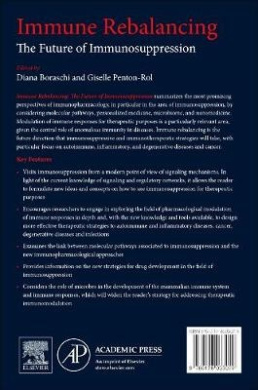 Immune Rebalancing
The Future of Immunosuppression
Edited by
Diana Boraschi and Giselle Penton-Rol
Immune Rebalancing: The Future of Immunosuppression summarizes the most promising
perspectives of immunopharmacology, in particular in the area of immunosuppression, by
considering molecular pathways, personalized medicine, microbiome, and nanomedicine.
Modulation of immune responses for therapeutic purposes is a particularly relevant area,
given the central role of anomalous immunity in diseases. Immune rebalancing is the
future direction that immunosuppressive and immunotherapeutic strategies will take, with
particular focus on autoimmune, inflammatory, and degenerative diseases and cancer.
Key Features
- Visits immunosuppression from a modern point of view of signaling mechanisms. In
light of the current knowledge of signaling and regulatory networks, it allows the reader
to formulate new ideas and concepts on how to use immunosuppression for therapeutic
purposes
- Encourages researchers to engage in exploring the field of pharmacological modulation
of immune responses in depth and, with the new knowledge and tools available, to design
more effective therapeutic strategies to autoimmune and inflammatory diseases, cancer,
degenerative diseases and infections
- Examines the link between molecular pathways associated to immunosuppression and the
new immunopharmacological approaches
- Provides information on the new strategies for drug development in the field of
immunosuppression
- Considers the role of microbes in the development of the mammalian immune system
and immune responses, which will widen the reader's strategy for addressing therapeutic
immunomodulation
ELSEVIER
ACADEMIC PRESS
An imprint of Elsevier